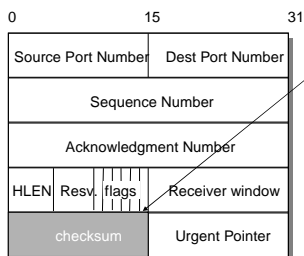 0 15 31
Source Port Number Dest Port Number
Sequence Number
Acknowledgment Number
HLEN Resv. flags Receiver window
checksum Urgent Pointer